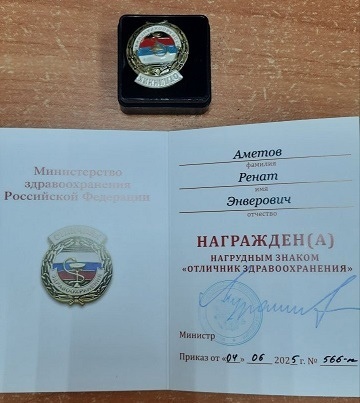 Министерство
здравоохранения
Российской Федерации
Аметов
фамилия
Ренат
имя
Энверович
отчество
НАГРАЖДЕН(А)
НАГРУДНЫМ ЗНАКОМ
«ОТЛИЧНИК ЗДРАВООХРАНЕНИЯ»
Министр
Приказ от «04» 06 2025 г. № 566-п